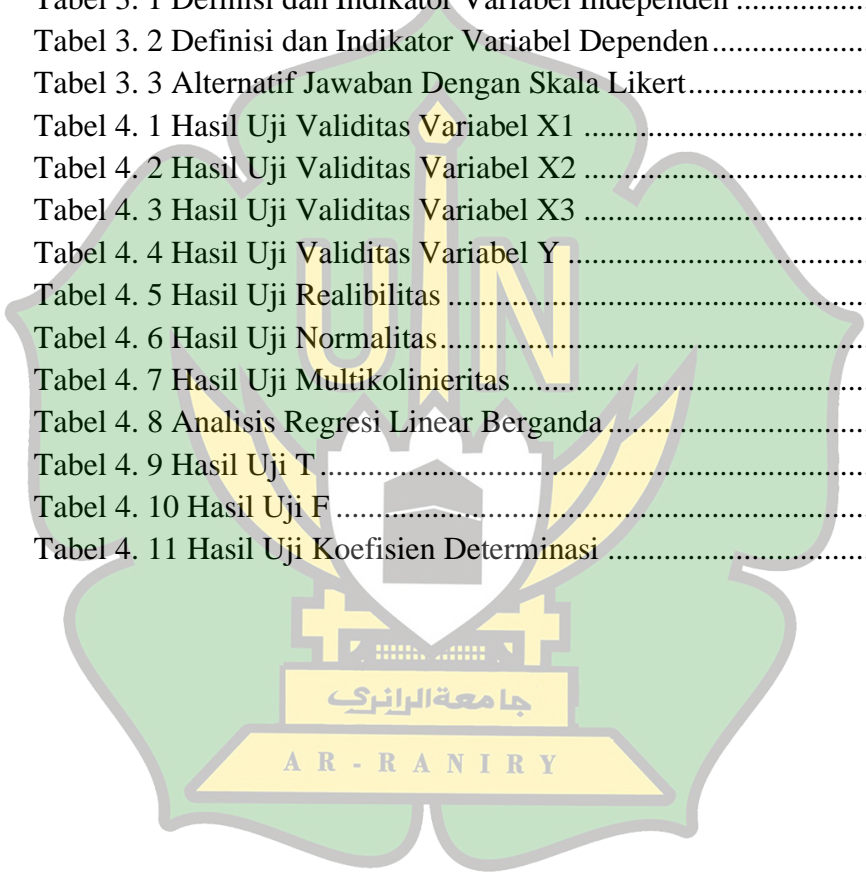 Tabel 3. 1 Definisi dan Indikator Variabel Independen ................
Tabel 3. 2 Definisi dan Indikator Variabel Dependen...................
Tabel 3. 3 Alternatif Jawaban Dengan Skala Likert......................
Tabel 4. 1 Hasil Uji Validitas Variabel X1 ...................................
Tabel 4. 2 Hasil Uji Validitas Variabel X2 ...................................
Tabel 4. 3 Hasil Uji Validitas Variabel X3 ...................................
Tabel 4. 4 Hasil Uji Validitas Variabel Y .....................................
Tabel 4. 5 Hasil Uji Realibilitas ....................................................
Tabel 4. 6 Hasil Uji Normalitas.....................................................
Tabel 4. 7 Hasil Uji Multikolinieritas............................................
Tabel 4. 8 Analisis Regresi Linear Berganda ................................
Tabel 4. 9 Hasil Uji T ....................................................................
Tabel 4. 10 Hasil Uji F ..................................................................
Tabel 4. 11 Hasil Uji Koefisien Determinasi ................................
UIN
جامعة الرانري
AR-RANIRY